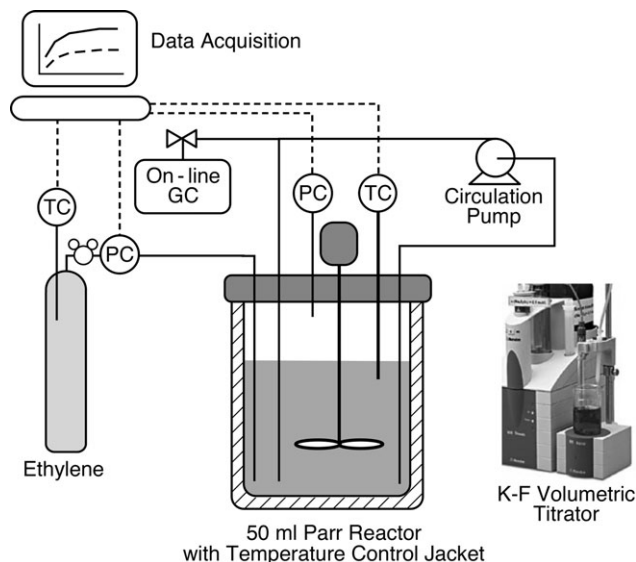 Data Acquisition
On-line
GC
PC
TC
Circulation
Pump
TC
PC
Ethylene
K-F Volumetric
Titrator
50 ml Parr Reactor
with Temperature Control Jacket